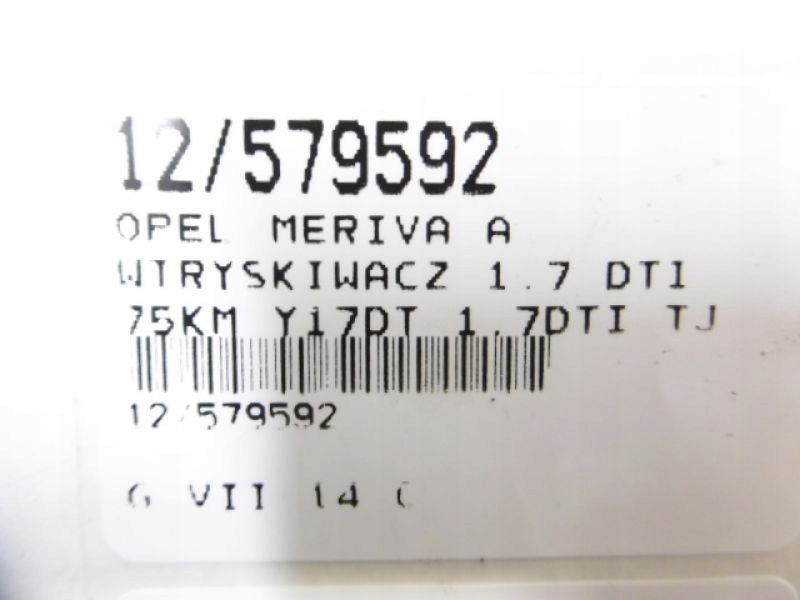 12/579592
OPEL MERIVA A
WTRYSKIWACZ 1.7 DTI
75KM Y17DT 1.7DTI TJ
12/579592
G VII 14 C